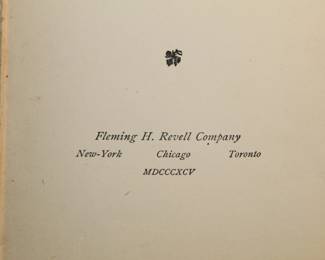 Fleming H. Revell Company
New-York Chicago Toronto
MDCCCXCV